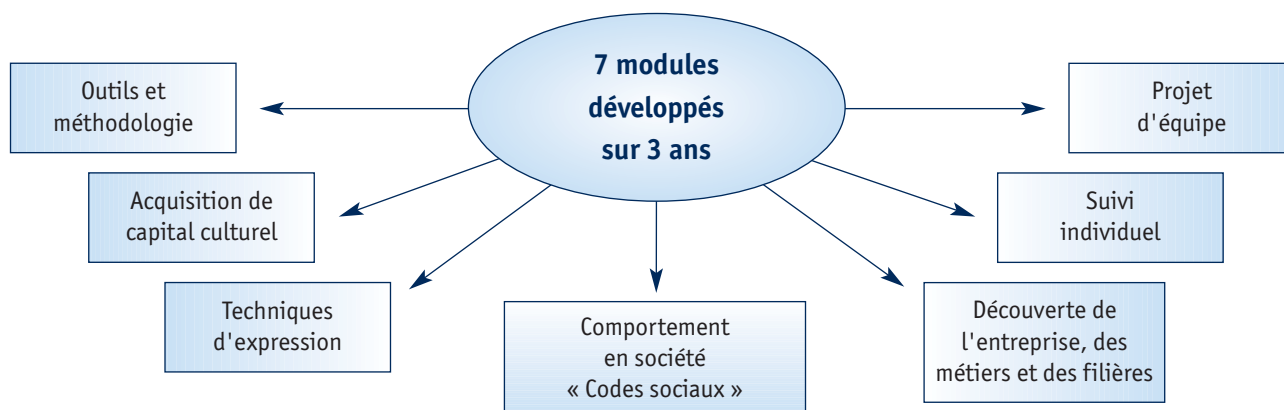 7 modules
développés
sur 3 ans
Outils et
méthodologie
Acquisition de
capital culturel
Techniques
d'expression
Comportement
en société
« Codes sociaux »
Découverte de
l'entreprise, des
métiers et des filières
Suivi
individuel
Projet
d'équipe